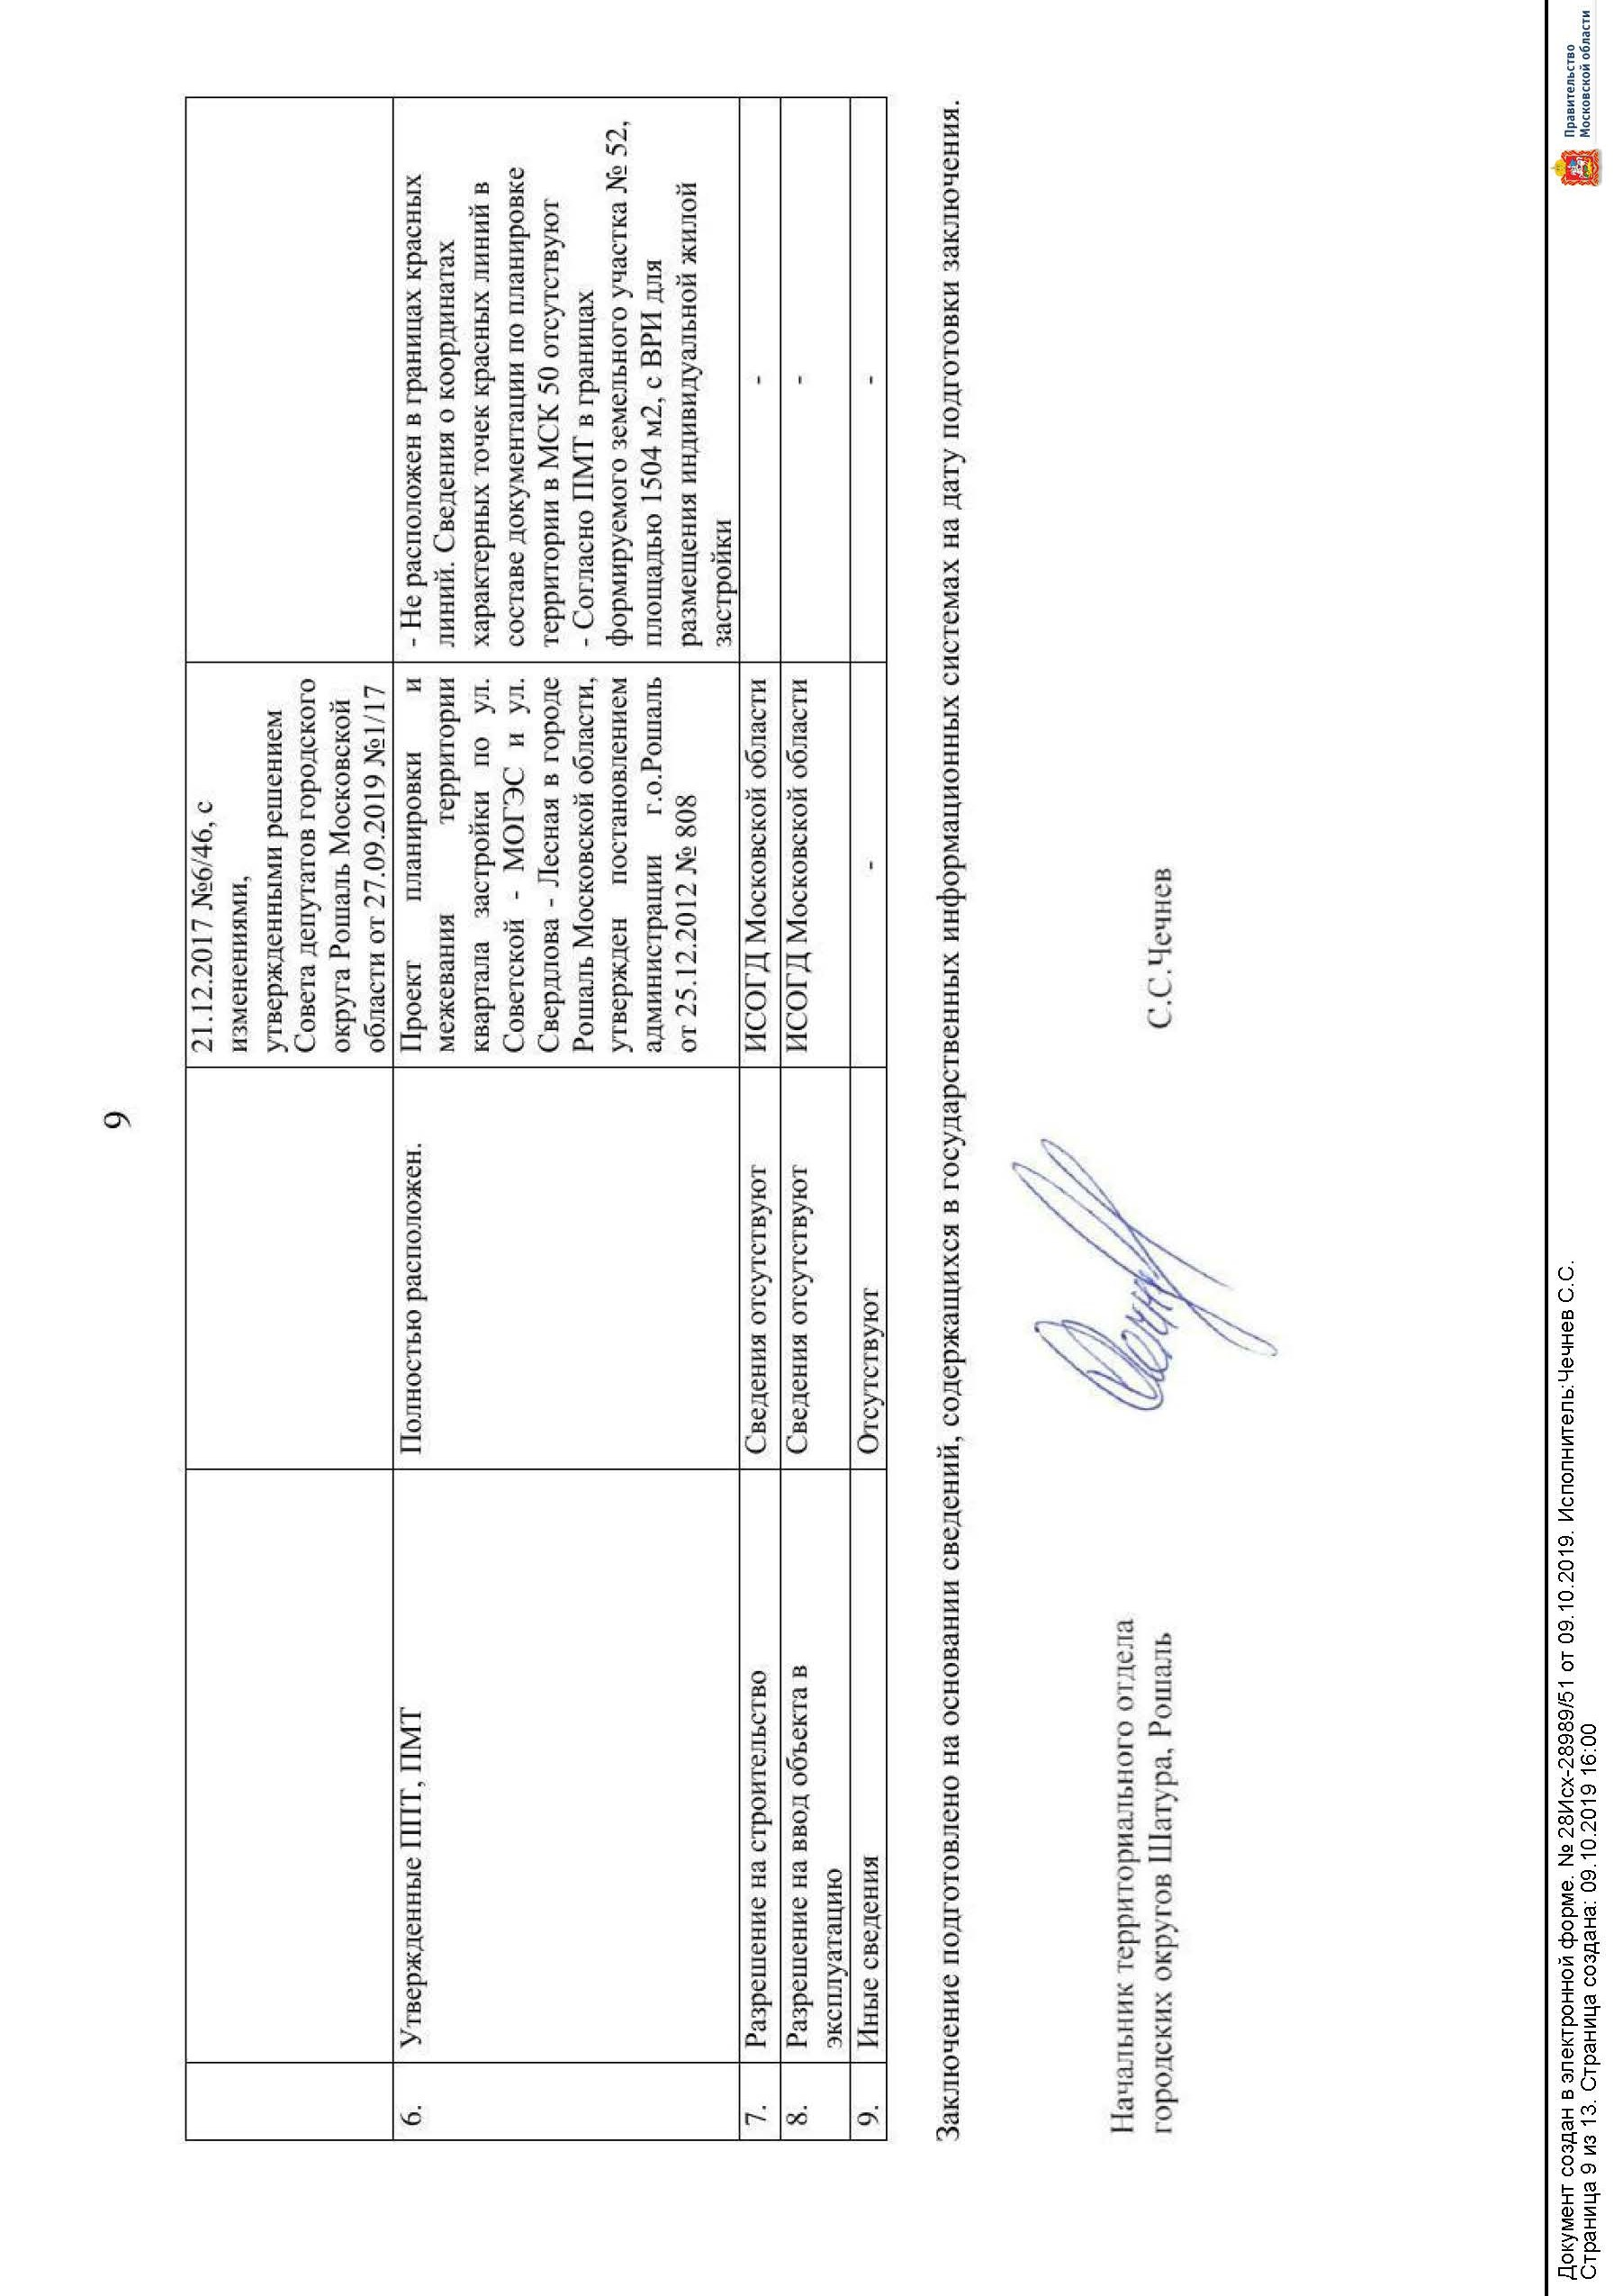 9
21.12.2017 №6/46, с
изменениями,
утвержденными решением
Совета депутатов городского
округа Рошаль Московской
области от 27.09.2019 №1/17
6.
Утвержденные ППТ, ПМТ
Полностью расположен.
Проект планировки и
межевания территории
квартала застройки по ул.
Советской - МОГЭС и ул.
Свердлова - Лесная в городе
Рошаль Московской области,
утвержден постановлением
администрации г.о.Рошаль
от 25.12.2012 № 808
- Не расположен в границах красных
линий. Сведения о координатах
характерных точек красных линий в
составе документации по планировке
территории в МСК 50 отсутствуют
- Согласно ПМТ в границах
формируемого земельного участка № 52,
площадью 1504 м2, с ВРИ для
размещения индивидуальной жилой
застройки
7.
Разрешение на строительство
Сведения отсутствуют
ИСОГД Московской области
-
8.
Разрешение на ввод объекта в
эксплуатацию
Сведения отсутствуют
ИСОГД Московской области
-
9.
Иные сведения
Отсутствуют
-
-
Заключение подготовлено на основании сведений, содержащихся в государственных информационных системах на дату подготовки заключения.
Начальник территориального отдела
городских округов Шатура, Рошаль
С.С.Чечнев
Документ создан в электронной форме. № 28Исх-28989/51 от 09.10.2019. Исполнитель:Чечнев С.С.
Страница 9 из 13. Страница создана: 09.10.2019 16:00
Правительство
Московской области